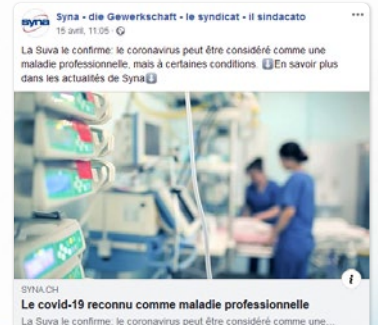 syna
Syna - die Gewerkschaft - le syndicat - il sindacato
15 avril, 11:05 ·
La Suva le confirme: le coronavirus peut être considéré comme une
maladie professionnelle, mais à certaines conditions. ⬇️En savoir plus
dans les actualités de Syna⬇️
SYNA.CH
Le covid-19 reconnu comme maladie professionnelle
La Suva le confirme: le coronavirus peut être considéré comme une...